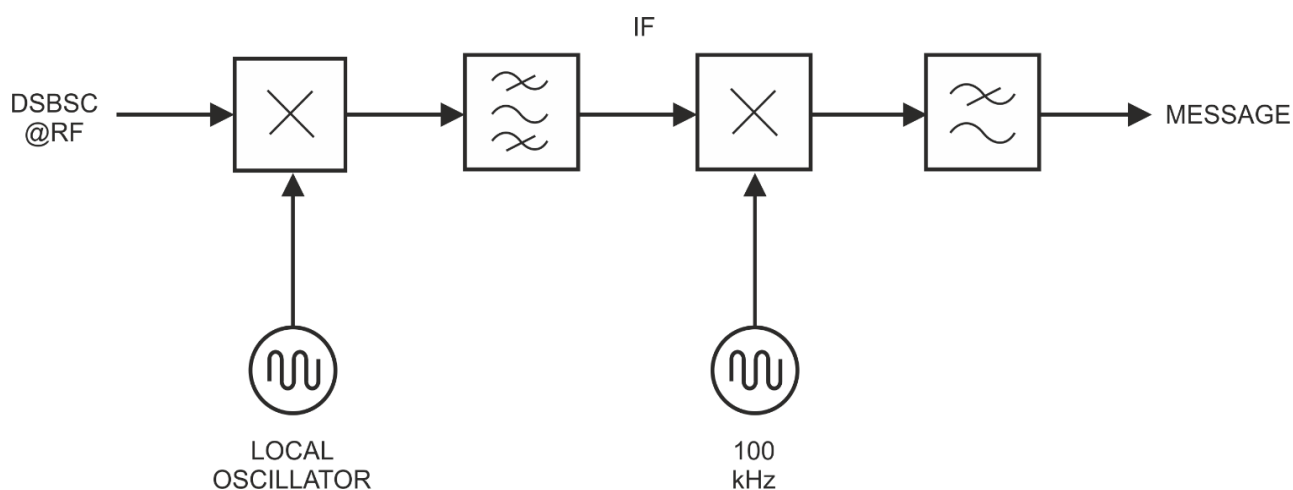 IF
DSBSC
@RF
MESSAGE
LOCAL
OSCILLATOR
100
kHz